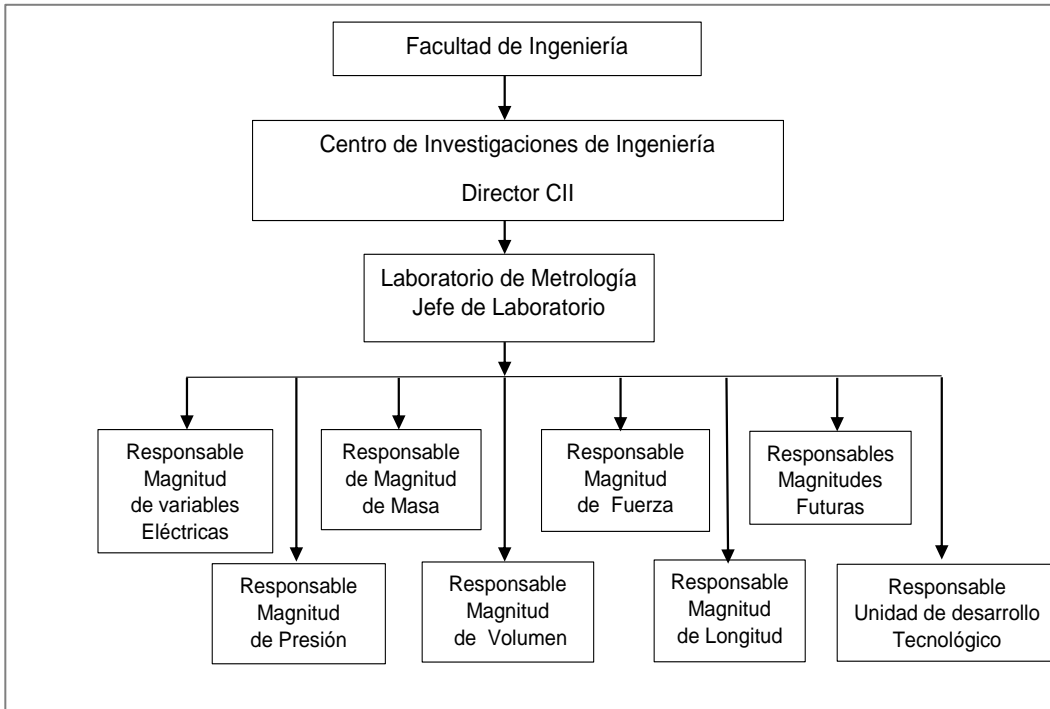 Facultad de Ingeniería
Centro de Investigaciones de Ingeniería
Director CII
Laboratorio de Metrología
Jefe de Laboratorio
Responsable
Magnitud
de variables
Eléctricas
Responsable
de Magnitud
de Masa
Responsable
Magnitud
de Fuerza
Responsables
Magnitudes
Futuras
Responsable
Magnitud
de Presión
Responsable
Magnitud
de Volumen
Responsable
Magnitud
de Longitud
Responsable
Unidad de desarrollo
Tecnológico